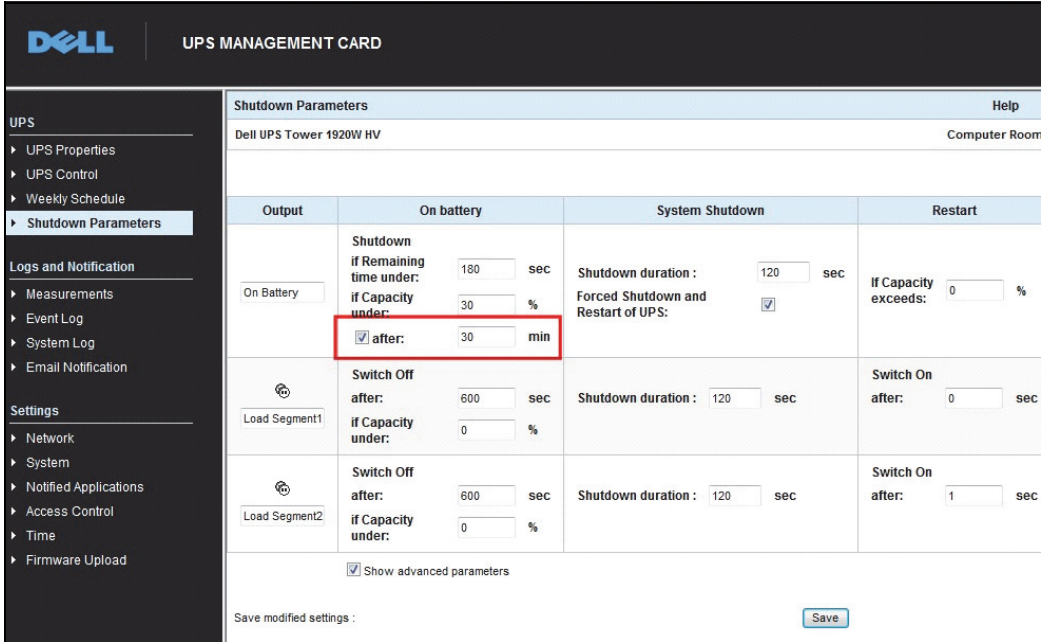 DELL
UPS MANAGEMENT CARD
UPS
UPS Properties
UPS Control
Weekly Schedule
Shutdown Parameters
Logs and Notification
Measurements
Event Log
System Log
Email Notification
Settings
Network
System
Notified Applications
Access Control
Time
Firmware Upload
Shutdown Parameters Help
Dell UPS Tower 1920W HV Computer Room
Output On battery System Shutdown Restart
On Battery
Shutdown
if Remaining
time under: 180 sec
if Capacity
under: 30 %
after: 30 min
Shutdown duration : 120 sec
Forced Shutdown and
Restart of UPS:
If Capacity
exceeds: 0 %
Load Segment1
Switch Off
after: 600 sec
if Capacity
under: 0 %
Shutdown duration : 120 sec
Switch On
after: 0 sec
Load Segment2
Switch Off
after: 600 sec
if Capacity
under: 0 %
Shutdown duration : 120 sec
Switch On
after: 1 sec
Show advanced parameters
Save modified settings : Save